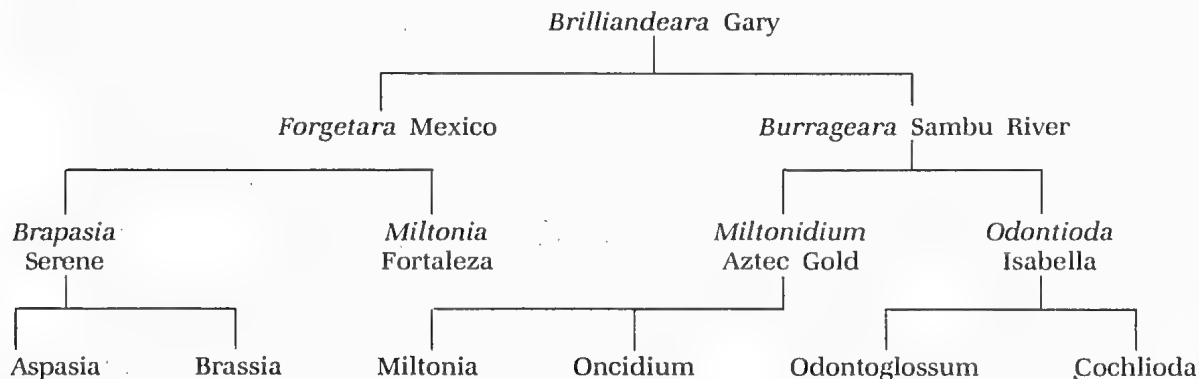 Brilliandeara Gary
Forgetara Mexico Burrageara Sambu River
Brapasia Miltonia Miltonidium Odontioda
Serene Fortaleza Aztec Gold Isabella
Aspasia Brassia Miltonia Oncidium Odontoglossum Cochlioda